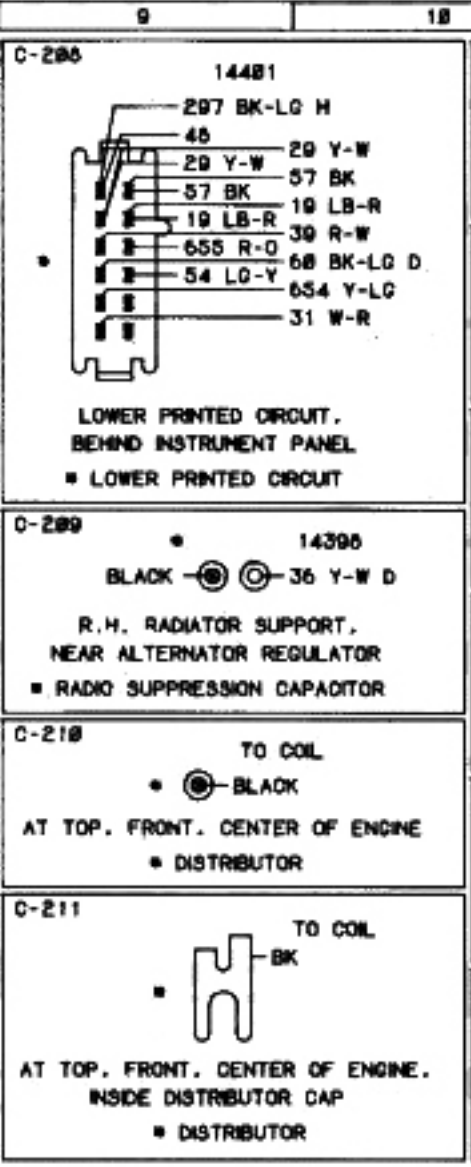 9 10
C-208
14401
297 BK-LG H
48
29 Y-W
29 Y-W
57 BK
57 BK
19 LB-R
19 LB-R
39 R-W
655 R-O
60 BK-LG D
54 LG-Y
654 Y-LG
31 W-R
LOWER PRINTED CIRCUIT,
BEHIND INSTRUMENT PANEL
LOWER PRINTED CIRCUIT
C-209
14398
BLACK 36 Y-W D
R.H. RADIATOR SUPPORT,
NEAR ALTERNATOR REGULATOR
RADIO SUPPRESSION CAPACITOR
C-210
TO COIL
BLACK
AT TOP. FRONT. CENTER OF ENGINE
DISTRIBUTOR
C-211
TO COIL
BK
AT TOP. FRONT. CENTER OF ENGINE.
INSIDE DISTRIBUTOR CAP
DISTRIBUTOR